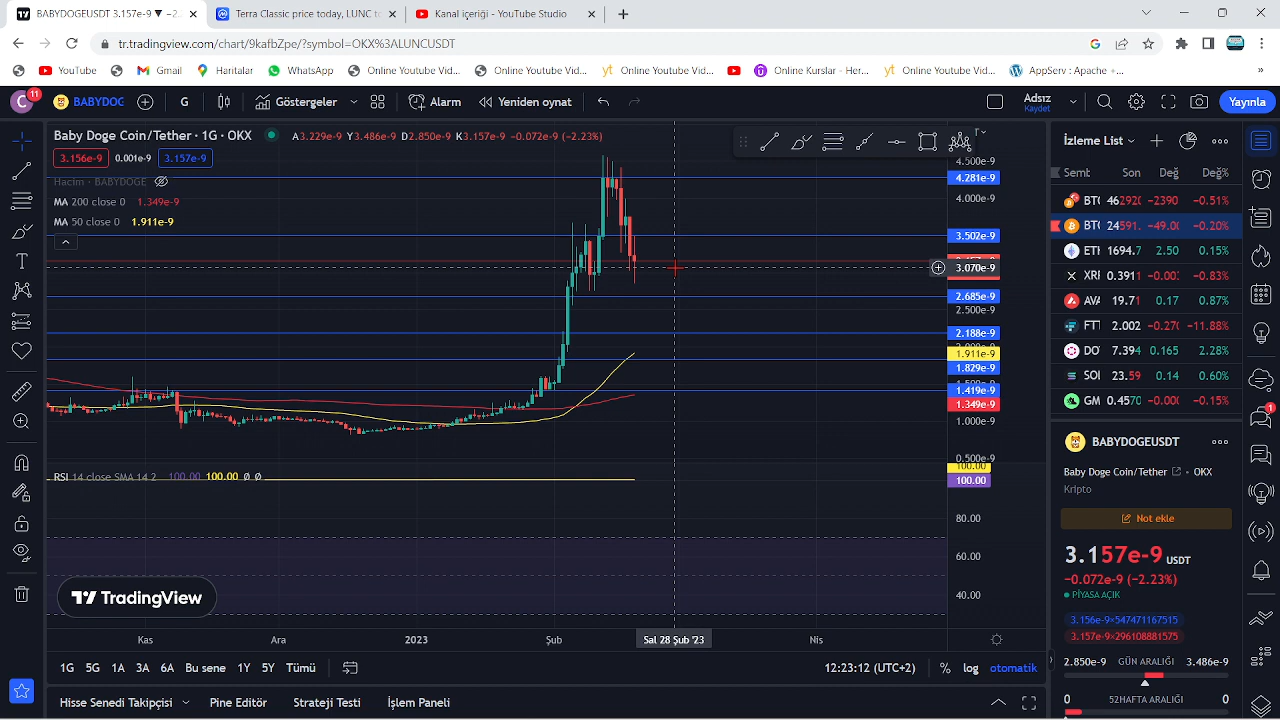 BABYDOGEUSDT 3.157e-9 ▼ −2.
Terra Classic price today, LUNC to
Kanal içeriği - YouTube Studio
tr.tradingview.com/chart/9kafbZpe/?symbol=OKX%3ALUNCUSDT
YouTube
Gmail
Haritalar
WhatsApp
Online Youtube Vid...
Online Youtube Vid...
Online Youtube Vid...
Online Kurslar - Her...
Online Youtube Vid...
AppServ : Apache +...
»
C 11
BABYDOC
G
Göstergeler
Alarm
Yeniden oynat
Adsız
Kaydet
Yayınla
Baby Doge Coin/Tether · 1G · OKX
A3.229e-9 Y3.486e-9 D2.850e-9 K3.157e-9 −0.072e-9 (−2.23%)
3.156e-9
0.001e-9
3.157e-9
Hacim · BABYDOGE
MA 200 close 0 1.349e-9
MA 50 close 0 1.911e-9
4.500e-9
4.281e-9
4.000e-9
3.502e-9
3.070e-9
2.685e-9
2.500e-9
2.188e-9
1.911e-9
1.829e-9
1.419e-9
1.349e-9
1.000e-9
0.500e-9
RSI 14 close SMA 14 2 100.00 100.00 Ø Ø
100.00
100.00
80.00
60.00
40.00
TradingView
Kas
Ara
2023
Şub
Sal 28 Şub '23
Nis
1G
5G
1A
3A
6A
Bu sene
1Y
5Y
Tümü
12:23:12 (UTC+2)
%
log
otomatik
Hisse Senedi Takipçisi
Pine Editör
Strateji Testi
İşlem Paneli
İzleme List
Semt
Son
Değ
Değ%
BTC 46292( −2390 −0.51%
BTC 24591. −49.0( −0.20%
ETH 1694.7 2.50 0.15%
XRI 0.3911 −0.00 −0.83%
AVA 19.71 0.17 0.87%
FTT 2.002 −0.27( −11.88%
DO 7.394 0.165 2.28%
SOI 23.59 0.14 0.60%
GM 0.4570 −0.00( −0.15%
1
BABYDOGEUSDT
Baby Doge Coin/Tether
OKX
Kripto
Not ekle
3.157e-9 USDT
−0.072e-9 (−2.23%)
PİYASA AÇIK
3.156e-9×547471167515
3.157e-9×296108881575
2.850e-9 GÜN ARALIĞI 3.486e-9
0 52HAFTA ARALIĞI 0